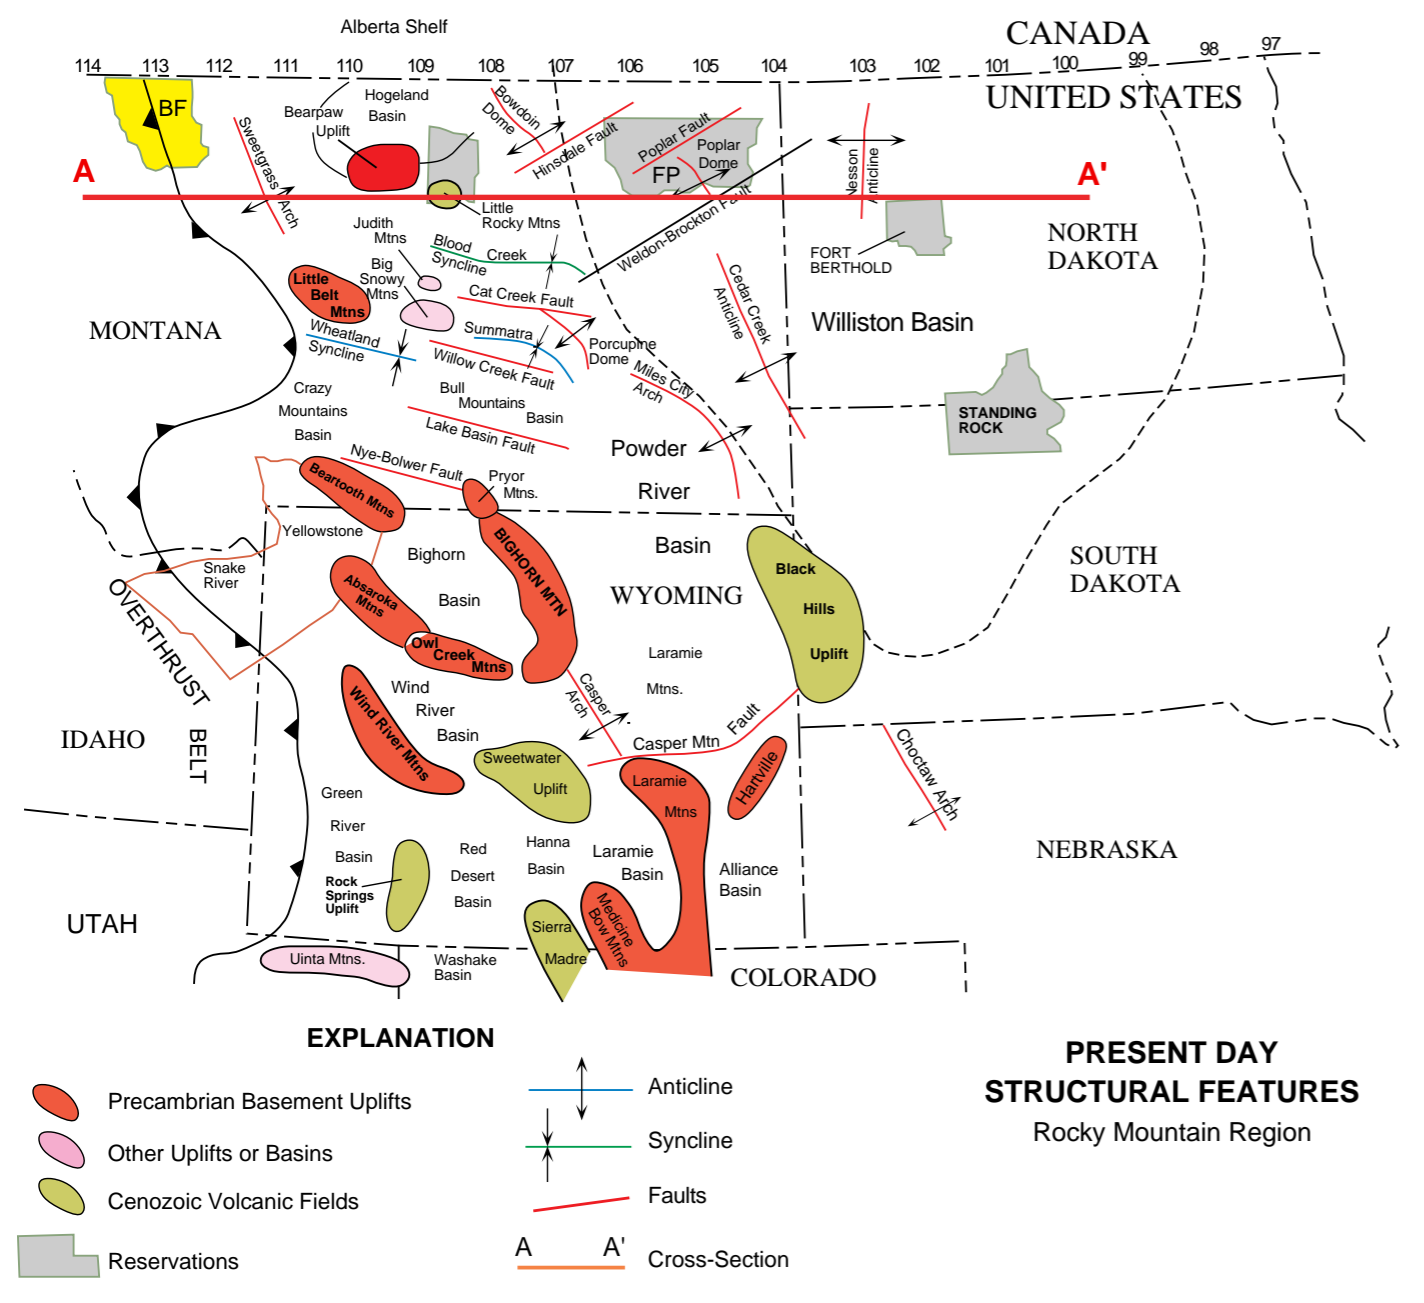 Alberta Shelf
CANADA
114 113 112 111 110 109 108 107 106 105 104 103 102 101 100 99 98 97
UNITED STATES
BF
Bearpaw
Uplift
Hogeland
Basin
Bowdoin
Dome
Hinsdale Fault
Poplar Fault
Poplar
Dome
FP
Nesson
Anticline
Sweetgrass
Arch
A
A'
Little
Rocky Mtns
Weldon-Brockton Fault
FORT
BERTHOLD
NORTH
DAKOTA
Judith
Mtns
Blood
Creek
Syncline
Big
Snowy
Mtns
Little
Belt
Mtns
Cat Creek Fault
Cedar Creek
Anticline
MONTANA
Wheatland
Syncline
Summatra
Porcupine
Dome
Willow Creek Fault
Williston Basin
Miles City
Arch
Crazy
Mountains
Basin
Bull
Mountains
Basin
Lake Basin Fault
STANDING
ROCK
Powder
River
Basin
Nye-Bolwer Fault
Pryor
Mtns.
Beartooth Mtns
Yellowstone
Bighorn
Basin
BIGHORN MTN
WYOMING
Black
Hills
Uplift
SOUTH
DAKOTA
Snake
River
OVERTHRUST
BELT
Absaroka
Mtns
Owl
Creek
Mtns
Laramie
Mtns.
Wind River Mtns
Wind
River
Basin
Casper
Arch
Casper Mtn
Fault
IDAHO
Sweetwater
Uplift
Laramie
Mtns
Hartville
Choctaw Arch
Green
River
Basin
Rock
Springs
Uplift
Red
Desert
Basin
Hanna
Basin
Laramie
Basin
Alliance
Basin
NEBRASKA
UTAH
Sierra
Madre
Medicine
Bow Mtns
Uinta Mtns.
Washake
Basin
COLORADO
EXPLANATION
Precambrian Basement Uplifts
Other Uplifts or Basins
Cenozoic Volcanic Fields
Reservations
Anticline
Syncline
Faults
A A'
Cross-Section
PRESENT DAY
STRUCTURAL FEATURES
Rocky Mountain Region